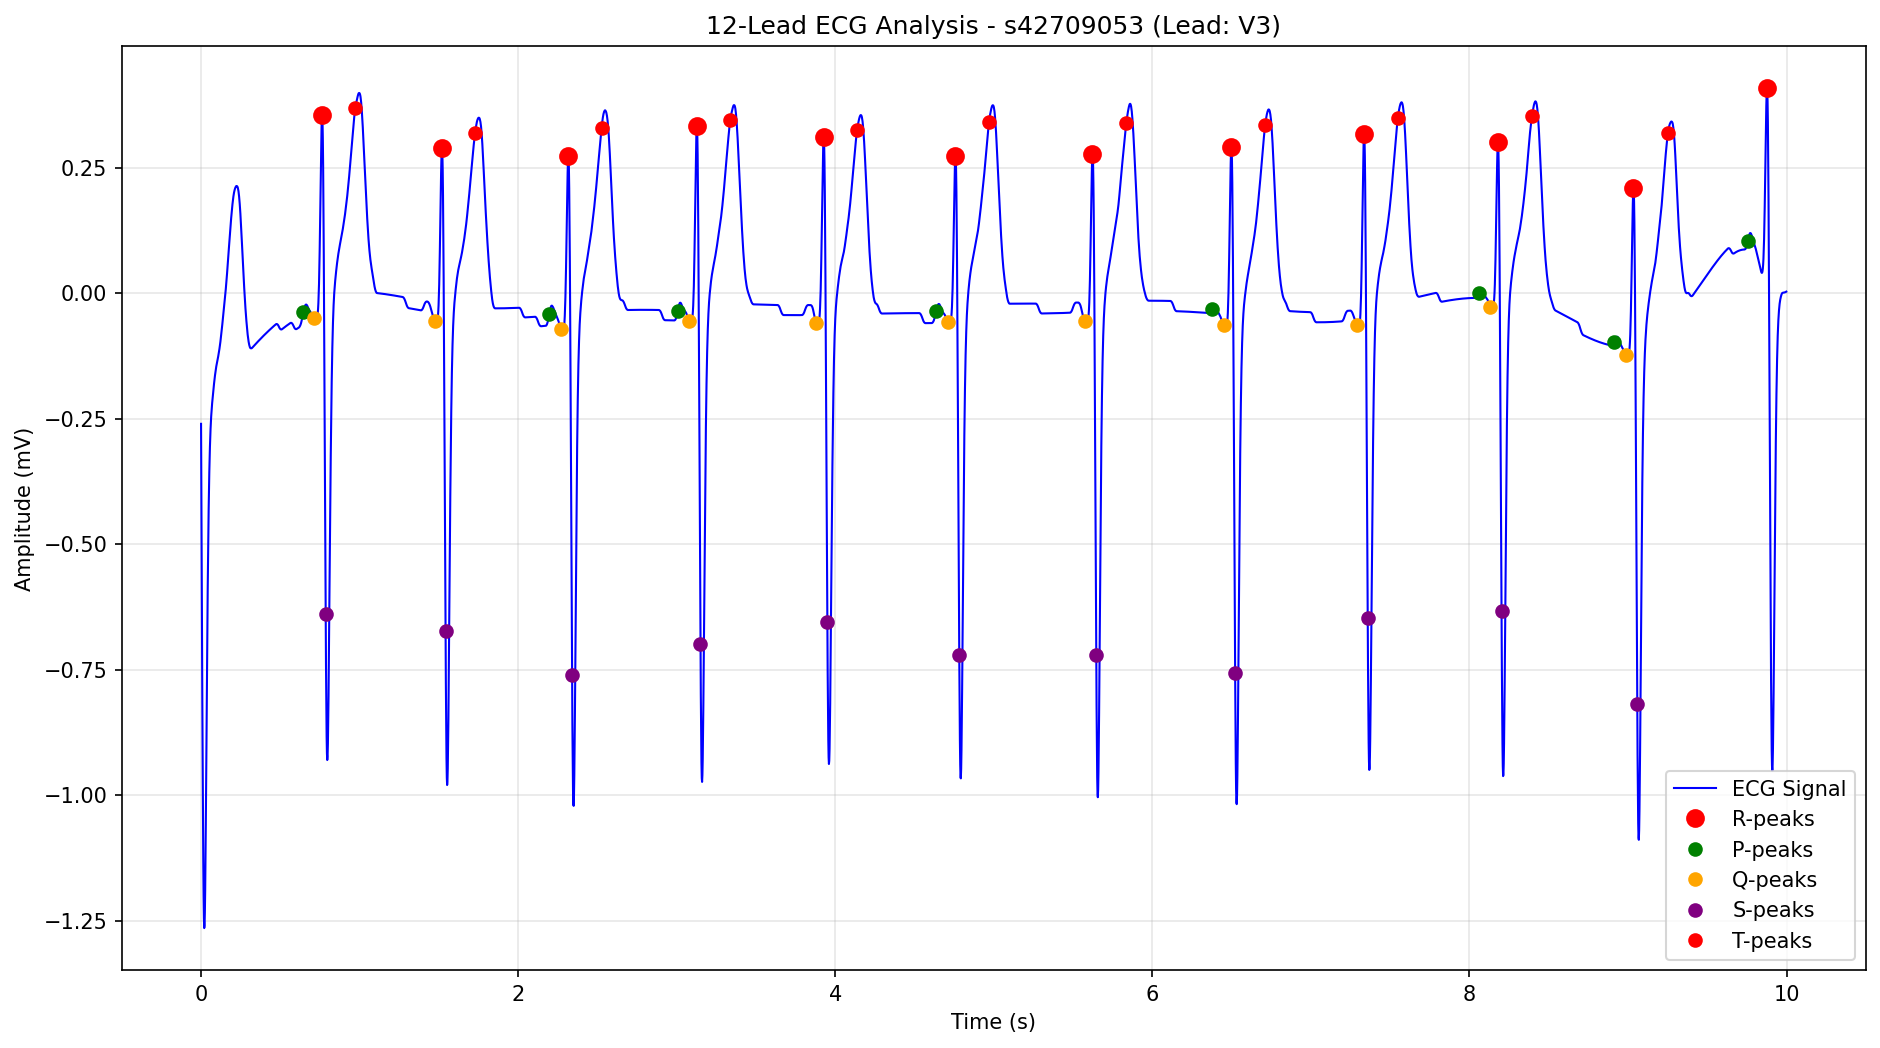 12-Lead ECG Analysis - s42709053 (Lead: V3)
Amplitude (mV)
0.25
0.00
−0.25
−0.50
−0.75
−1.00
−1.25
0 2 4 6 8 10
Time (s)
ECG Signal
R-peaks
P-peaks
Q-peaks
S-peaks
T-peaks